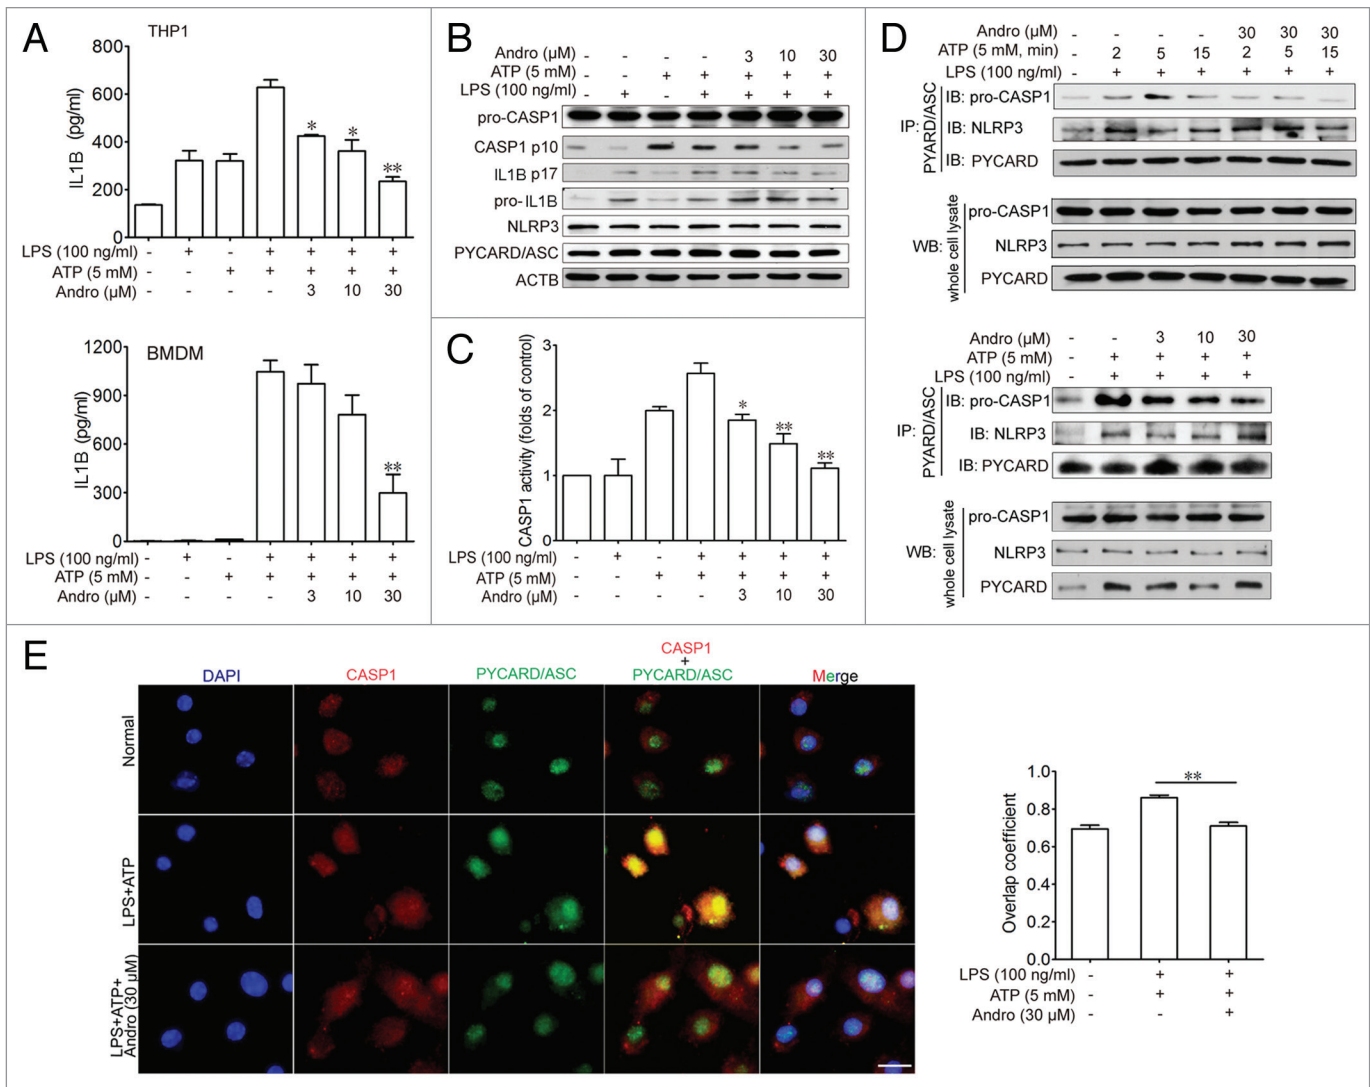 A
THP1
800
600
400
200
0
IL1B (pg/ml)
* * **
LPS (100 ng/ml) - + - + + + +
ATP (5 mM) - - + + + + +
Andro (µM) - - - - 3 10 30
BMDM
1200
900
600
300
0
IL1B (pg/ml)
**
LPS (100 ng/ml) - + - + + + +
ATP (5 mM) - - + + + + +
Andro (µM) - - - - 3 10 30
B
Andro (µM) - - - - 3 10 30
ATP (5 mM) - - + + + + +
LPS (100 ng/ml) - + - + + + +
pro-CASP1
CASP1 p10
IL1B p17
pro-IL1B
NLRP3
PYCARD/ASC
ACTB
C
3
2
1
0
CASP1 activity (folds of control)
* ** **
LPS (100 ng/ml) - + - + + + +
ATP (5 mM) - - + + + + +
Andro (µM) - - - - 3 10 30
D
Andro (µM) - - - - 30 30 30
ATP (5 mM, min) - 2 5 15 2 5 15
LPS (100 ng/ml) - + + + + + +
IP:
PYARD/ASC
IB: pro-CASP1
IB: NLRP3
IB: PYCARD
WB:
whole cell lysate
pro-CASP1
NLRP3
PYCARD
Andro (µM) - - 3 10 30
ATP (5 mM) - + + + +
LPS (100 ng/ml) - + + + +
IP:
PYARD/ASC
IB: pro-CASP1
IB: NLRP3
IB: PYCARD
WB:
whole cell lysate
pro-CASP1
NLRP3
PYCARD
E
DAPI
CASP1
PYCARD/ASC
CASP1
+
PYCARD/ASC
Merge
Normal
LPS+ATP
LPS+ATP+
Andro (30 µM)
1.0
0.8
0.6
0.4
0.2
0.0
Overlap coefficient
**
LPS (100 ng/ml) - + +
ATP (5 mM) - + +
Andro (30 µM) - - +